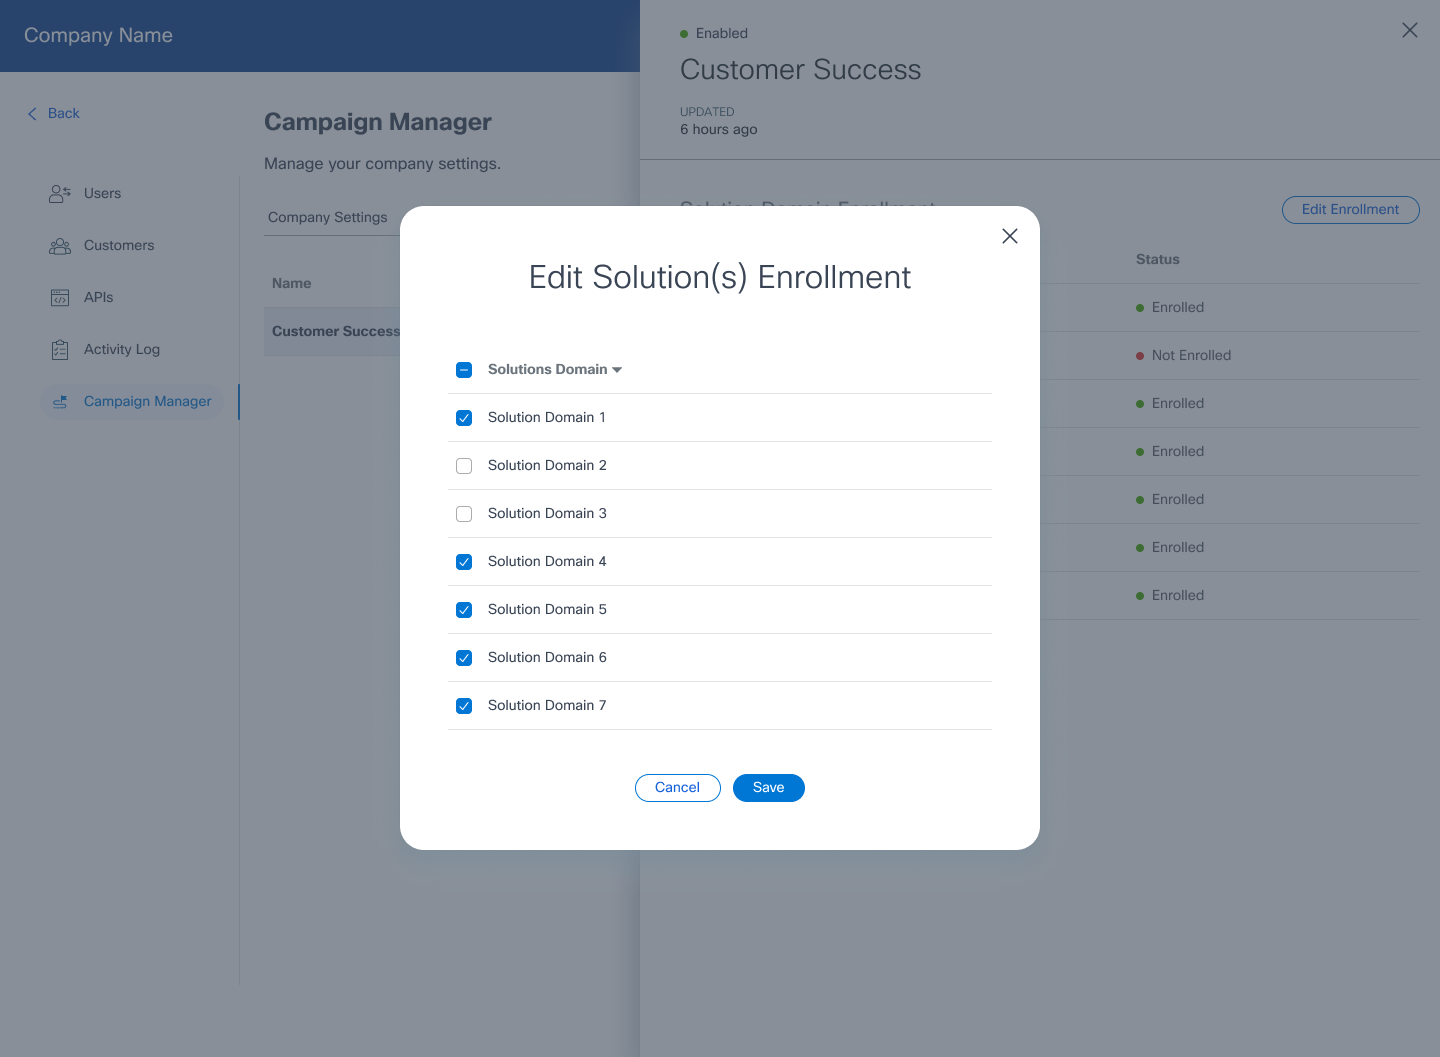 Company Name
Back
Users
Customers
APIs
Activity Log
Campaign Manager
Campaign Manager
Manage your company settings.
Company Settings
Name
Customer Success
Enabled
Customer Success
UPDATED
6 hours ago
Solution Domain Enrollment
Edit Enrollment
Status
Enrolled
Not Enrolled
Enrolled
Enrolled
Enrolled
Enrolled
Enrolled
Edit Solution(s) Enrollment
Solutions Domain
Solution Domain 1
Solution Domain 2
Solution Domain 3
Solution Domain 4
Solution Domain 5
Solution Domain 6
Solution Domain 7
Cancel
Save